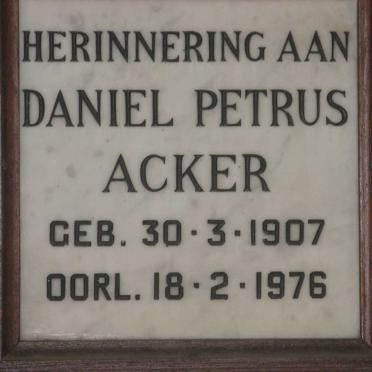 HERINNERING AAN
DANIEL PETRUS
ACKER
GEB. 30·3·1907
OORL. 18·2·1976